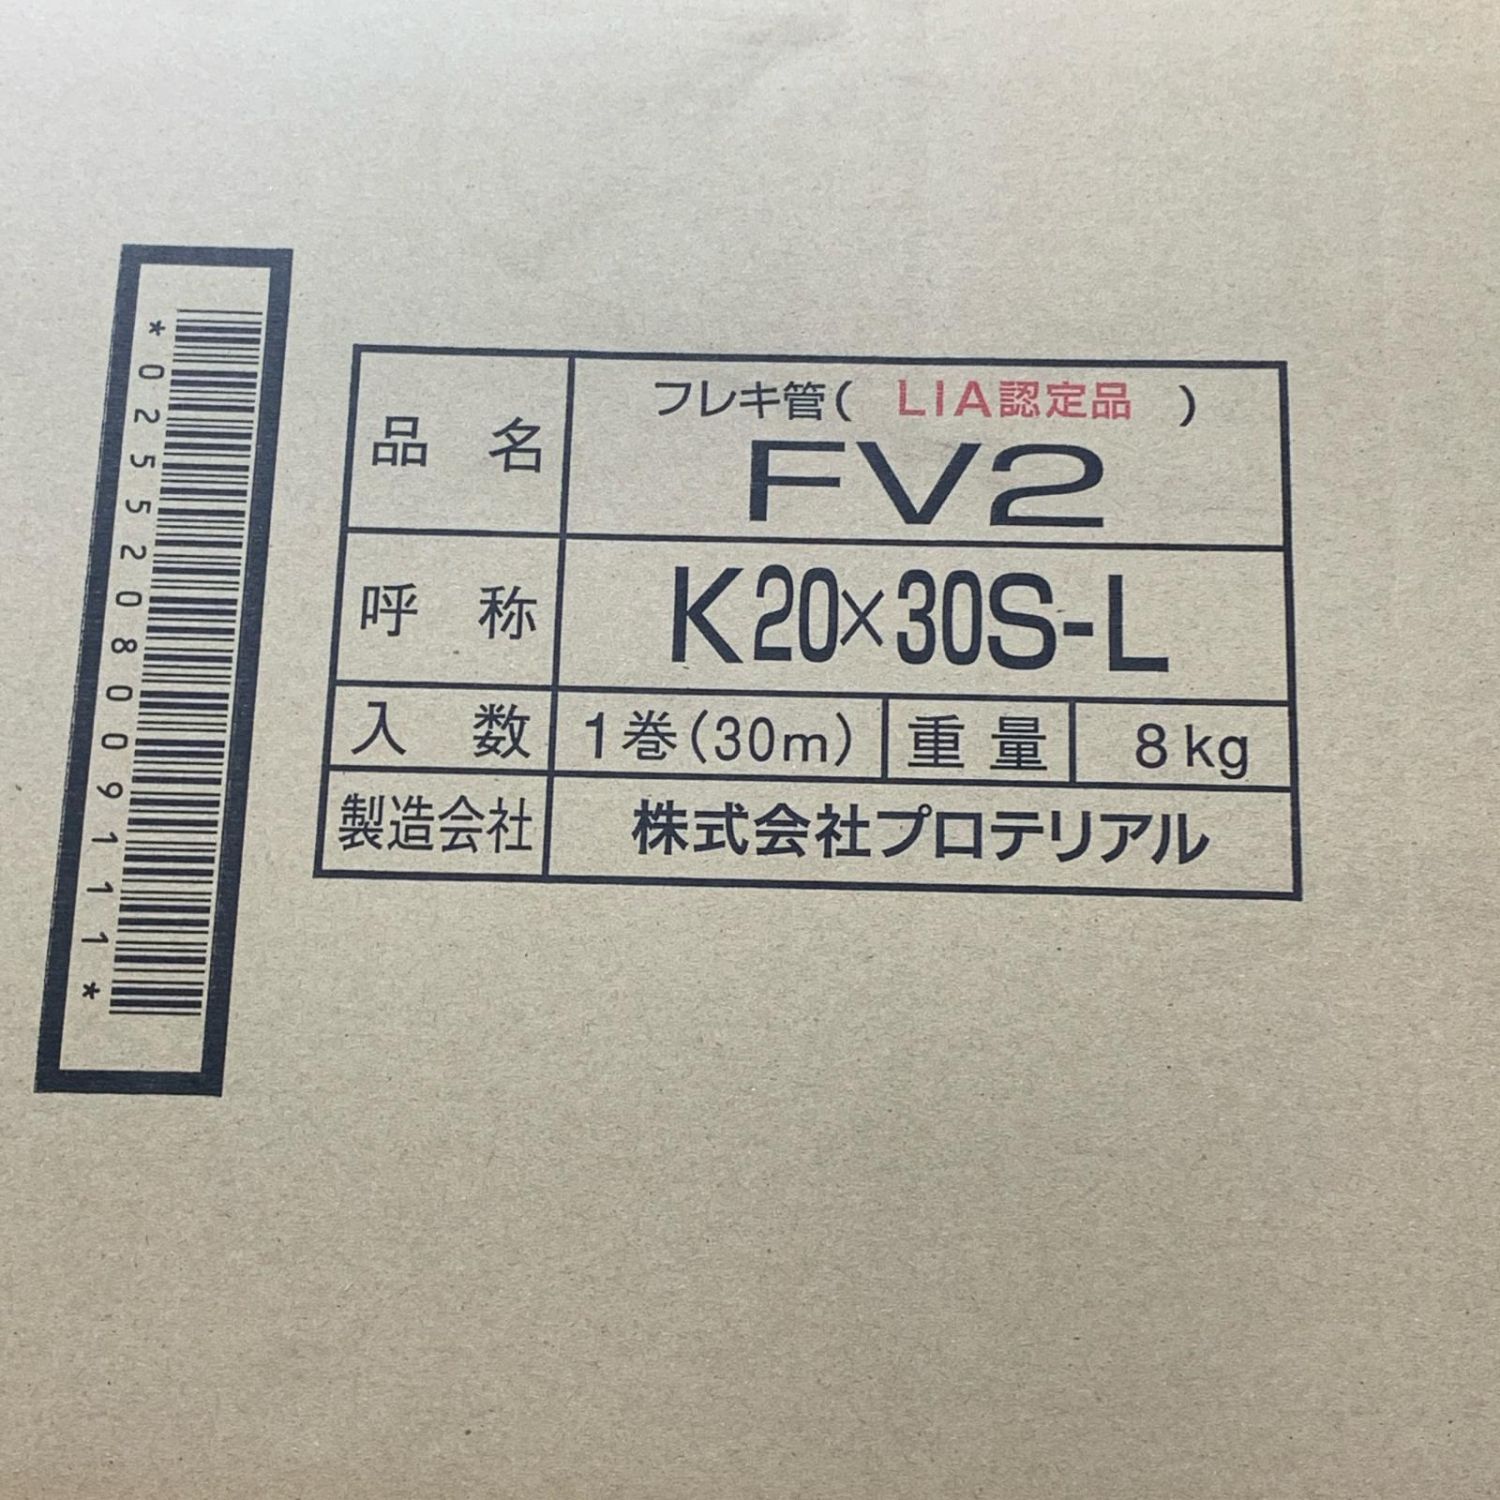 *0255208009111*
品名 フレキ管( LIA認定品 )
FV2
呼称 K20×30S-L
入数 1巻(30m) 重量 8kg
製造会社 株式会社プロテリアル